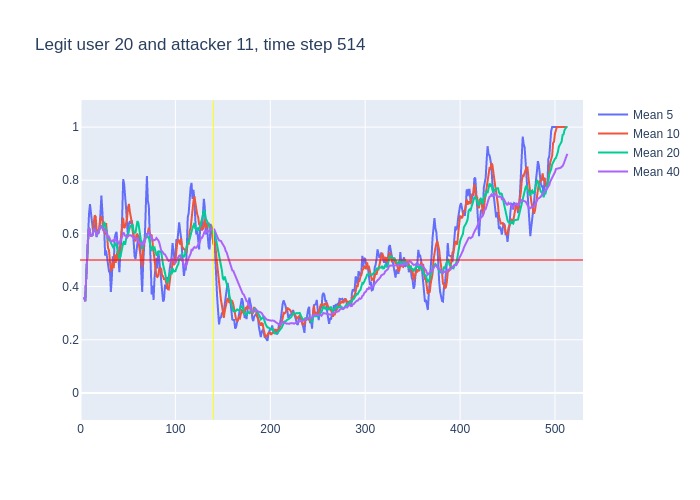 Legit user 20 and attacker 11, time step 514
Mean 5
Mean 10
Mean 20
Mean 40
1
0.8
0.6
0.4
0.2
0
0 100 200 300 400 500